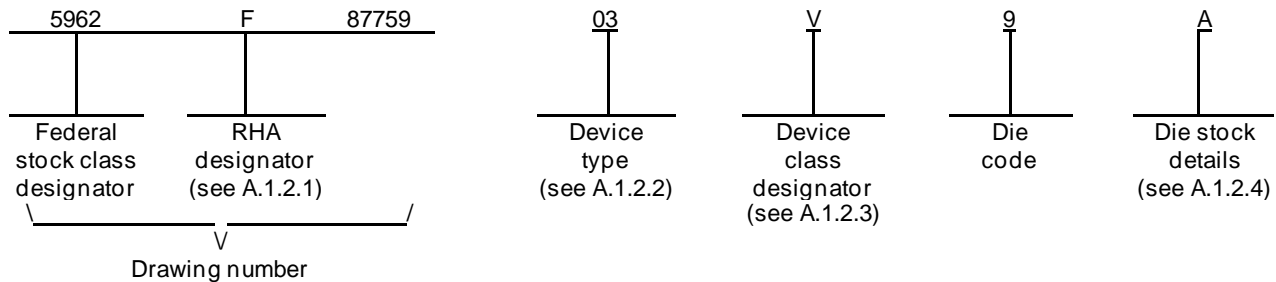 5962 F 87759 03 V 9 A
Federal stock class designator
RHA designator (see A.1.2.1)
Device type (see A.1.2.2)
Device class designator (see A.1.2.3)
Die code
Die stock details (see A.1.2.4)
Drawing number